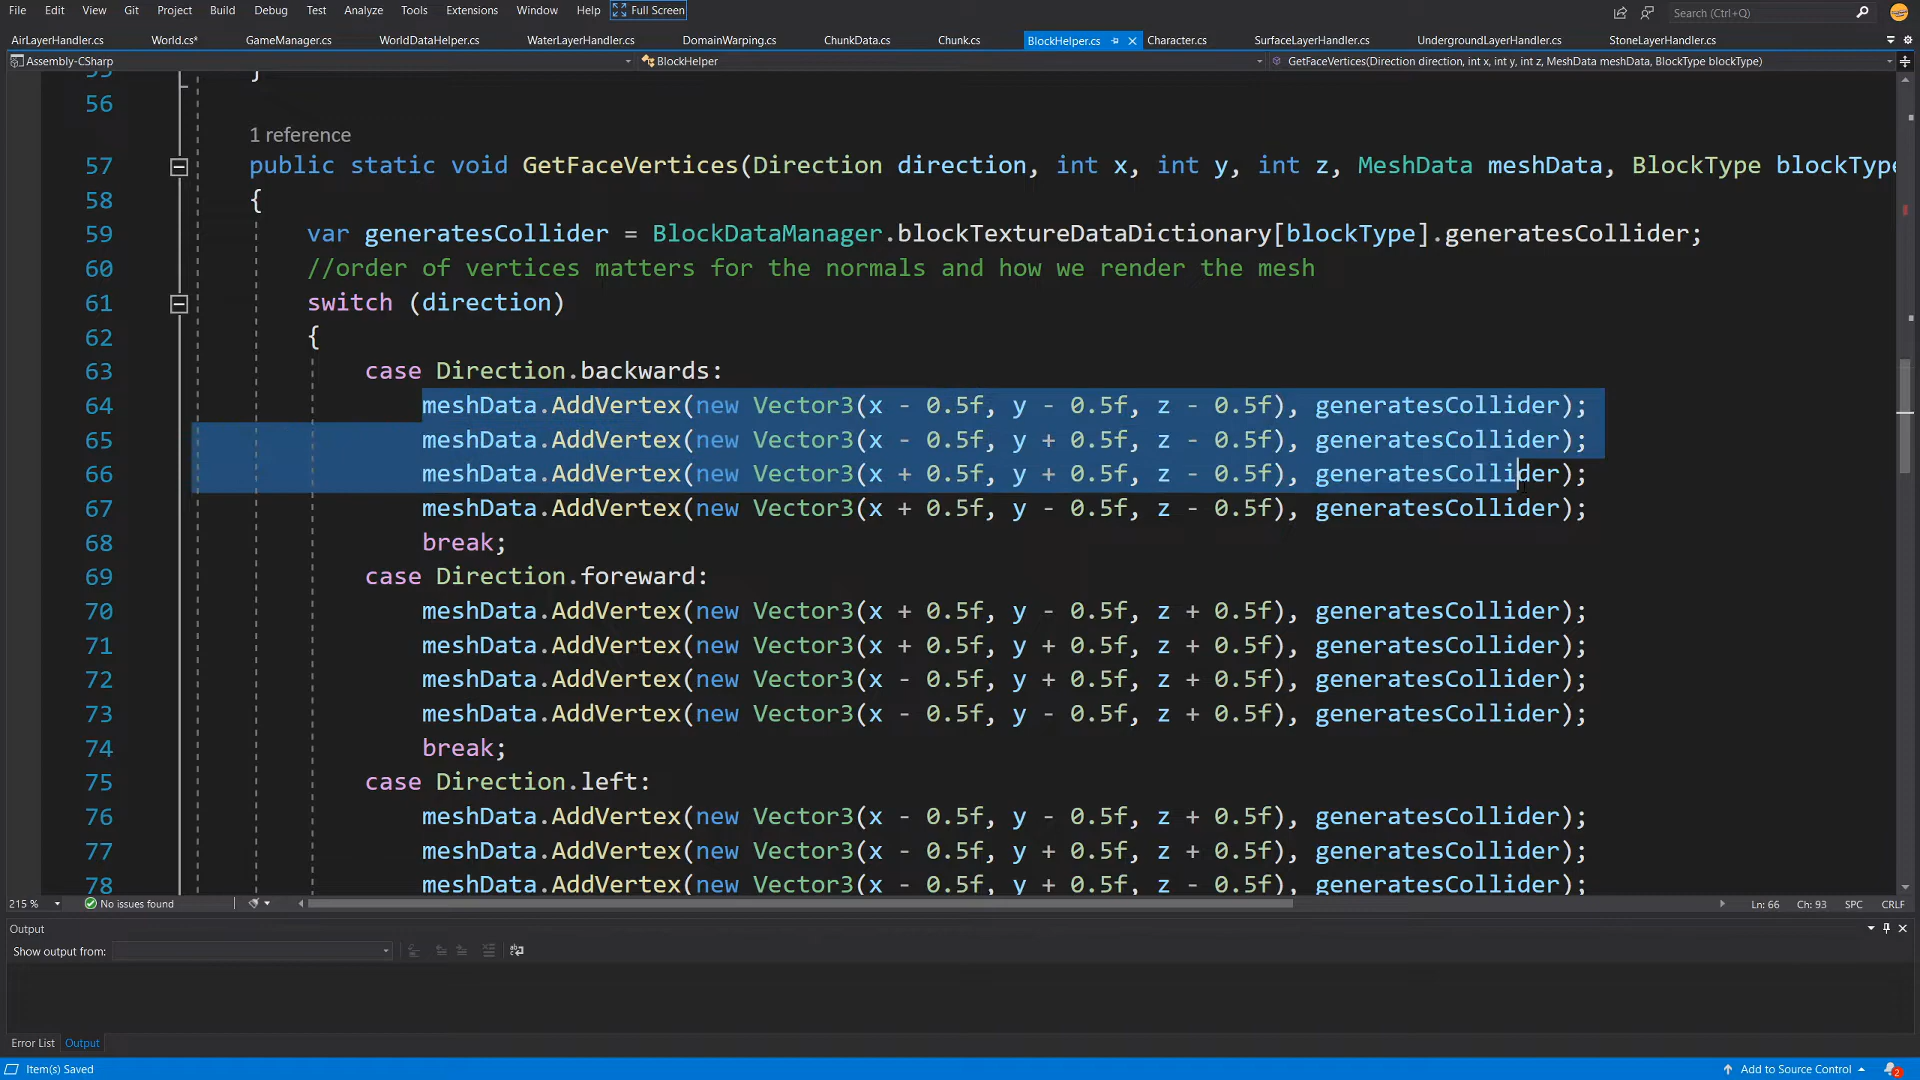 File Edit View Git Project Build Debug Test Analyze Tools Extensions Window Help Full Screen Search (Ctrl+Q)
AirLayerHandler.cs World.cs* GameManager.cs WorldDataHelper.cs WaterLayerHandler.cs DomainWarping.cs ChunkData.cs Chunk.cs BlockHelper.cs Character.cs SurfaceLayerHandler.cs UndergroundLayerHandler.cs StoneLayerHandler.cs
Assembly-CSharp BlockHelper GetFaceVertices(Direction direction, int x, int y, int z, MeshData meshData, BlockType blockType)
55 }
56
1 reference
57 public static void GetFaceVertices(Direction direction, int x, int y, int z, MeshData meshData, BlockType blockType
58 {
59 var generatesCollider = BlockDataManager.blockTextureDataDictionary[blockType].generatesCollider;
60 //order of vertices matters for the normals and how we render the mesh
61 switch (direction)
62 {
63 case Direction.backwards:
64 meshData.AddVertex(new Vector3(x - 0.5f, y - 0.5f, z - 0.5f), generatesCollider);
65 meshData.AddVertex(new Vector3(x - 0.5f, y + 0.5f, z - 0.5f), generatesCollider);
66 meshData.AddVertex(new Vector3(x + 0.5f, y + 0.5f, z - 0.5f), generatesCollider);
67 meshData.AddVertex(new Vector3(x + 0.5f, y - 0.5f, z - 0.5f), generatesCollider);
68 break;
69 case Direction.foreward:
70 meshData.AddVertex(new Vector3(x + 0.5f, y - 0.5f, z + 0.5f), generatesCollider);
71 meshData.AddVertex(new Vector3(x + 0.5f, y + 0.5f, z + 0.5f), generatesCollider);
72 meshData.AddVertex(new Vector3(x - 0.5f, y + 0.5f, z + 0.5f), generatesCollider);
73 meshData.AddVertex(new Vector3(x - 0.5f, y - 0.5f, z + 0.5f), generatesCollider);
74 break;
75 case Direction.left:
76 meshData.AddVertex(new Vector3(x - 0.5f, y - 0.5f, z + 0.5f), generatesCollider);
77 meshData.AddVertex(new Vector3(x - 0.5f, y + 0.5f, z + 0.5f), generatesCollider);
78 meshData.AddVertex(new Vector3(x - 0.5f, y + 0.5f, z - 0.5f), generatesCollider);
215 % No issues found Ln: 66 Ch: 93 SPC CRLF
Output
Show output from:
Error List Output
Item(s) Saved Add to Source Control 2